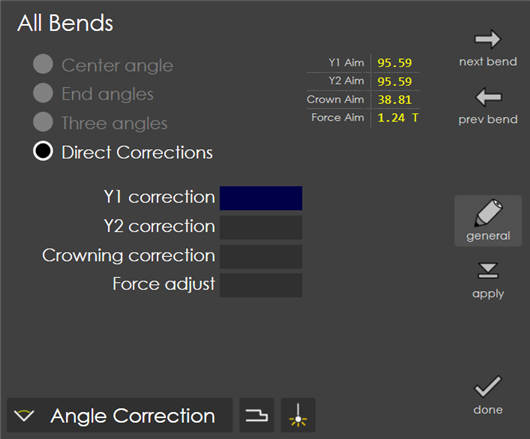 All Bends
Center angle
End angles
Three angles
Direct Corrections
Y1 Aim 95.59
Y2 Aim 95.59
Crown Aim 38.81
Force Aim 1.24 T
next bend
prev bend
Y1 correction
Y2 correction
Crowning correction
Force adjust
general
apply
done
Angle Correction